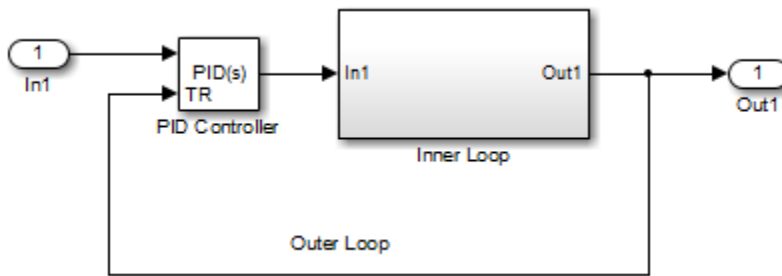 1
In1
PID(s)
TR
PID Controller
In1
Out1
Inner Loop
1
Out1
Outer Loop